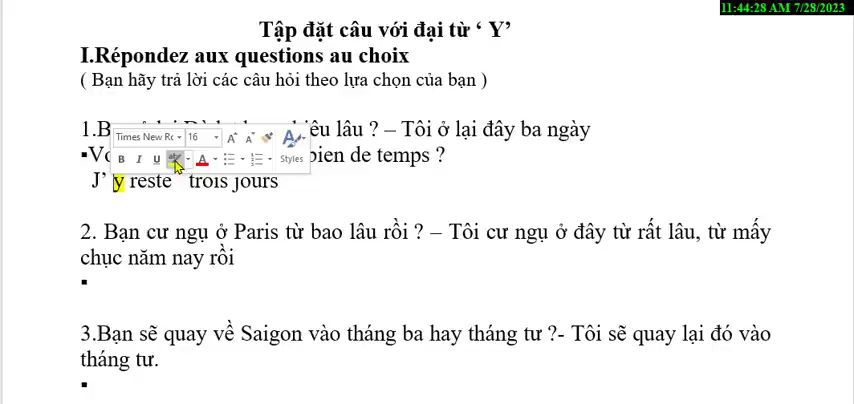 11:44:28 AM 7/28/2023
Tập đặt câu với đại từ ‘ Y’
I.Répondez aux questions au choix
( Bạn hãy trả lời các câu hỏi theo lựa chọn của bạn )
lâu ? – Tôi ở lại đây ba ngày
Times New Rc 16
B I U A Styles
bien de temps ?
J’ y reste trois jours
2. Bạn cư ngụ ở Paris từ bao lâu rồi ? – Tôi cư ngụ ở đây từ rất lâu, từ mấy
chục năm nay rồi
▪
3.Bạn sẽ quay về Saigon vào tháng ba hay tháng tư ?- Tôi sẽ quay lại đó vào
tháng tư.
▪